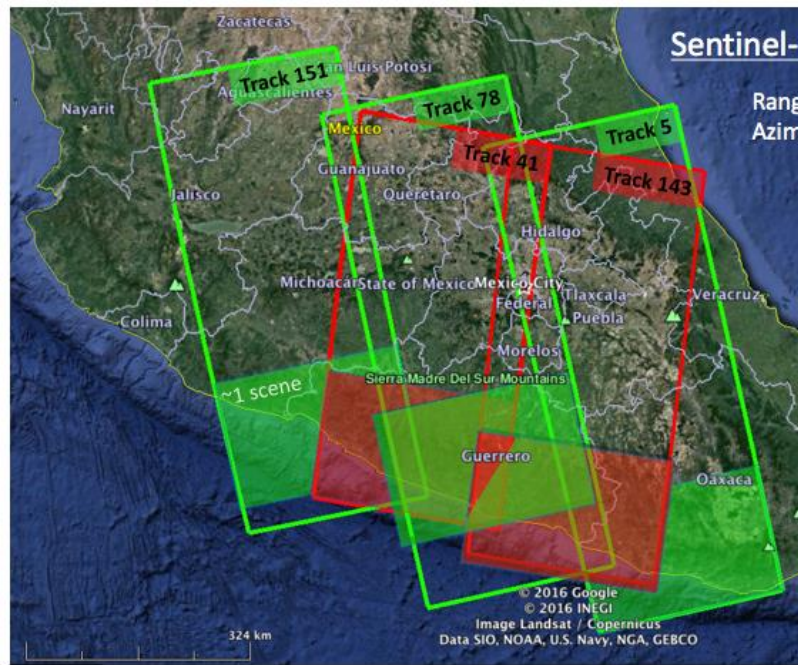 Zacatecas
Sentinel-
San Luis Potosi
Track 151
Aguascalientes
Track 78
Rang
Azim
Nayarit
Mexico
Track 5
Track 41
Guanajuato
Track 143
Jalisco
Queretaro
Hidalgo
Michoacan
State of Mexico
Mexico City
Federal
Tlaxcala
Veracruz
Colima
Puebla
Morelos
Sierra Madre Del Sur Mountains
~1 scene
Guerrero
Oaxaca
© 2016 Google
© 2016 INEGI
Image Landsat / Copernicus
Data SIO, NOAA, U.S. Navy, NGA, GEBCO
324 km